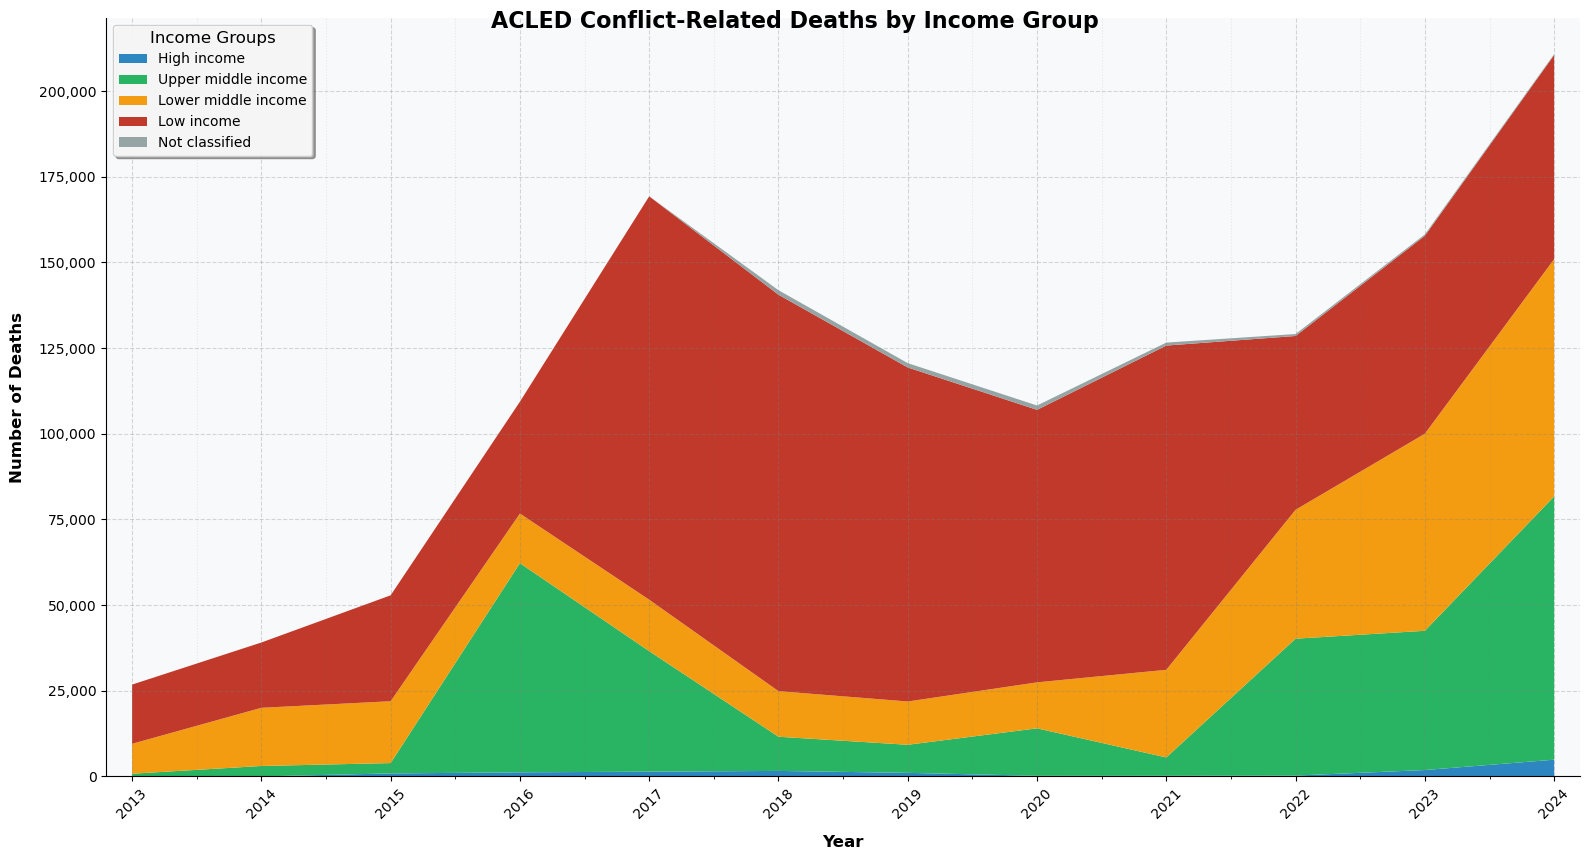 ACLED Conflict-Related Deaths by Income Group
Income Groups
High income
Upper middle income
Lower middle income
Low income
Not classified
200,000
175,000
150,000
125,000
100,000
75,000
50,000
25,000
0
Number of Deaths
2013
2014
2015
2016
2017
2018
2019
2020
2021
2022
2023
2024
Year